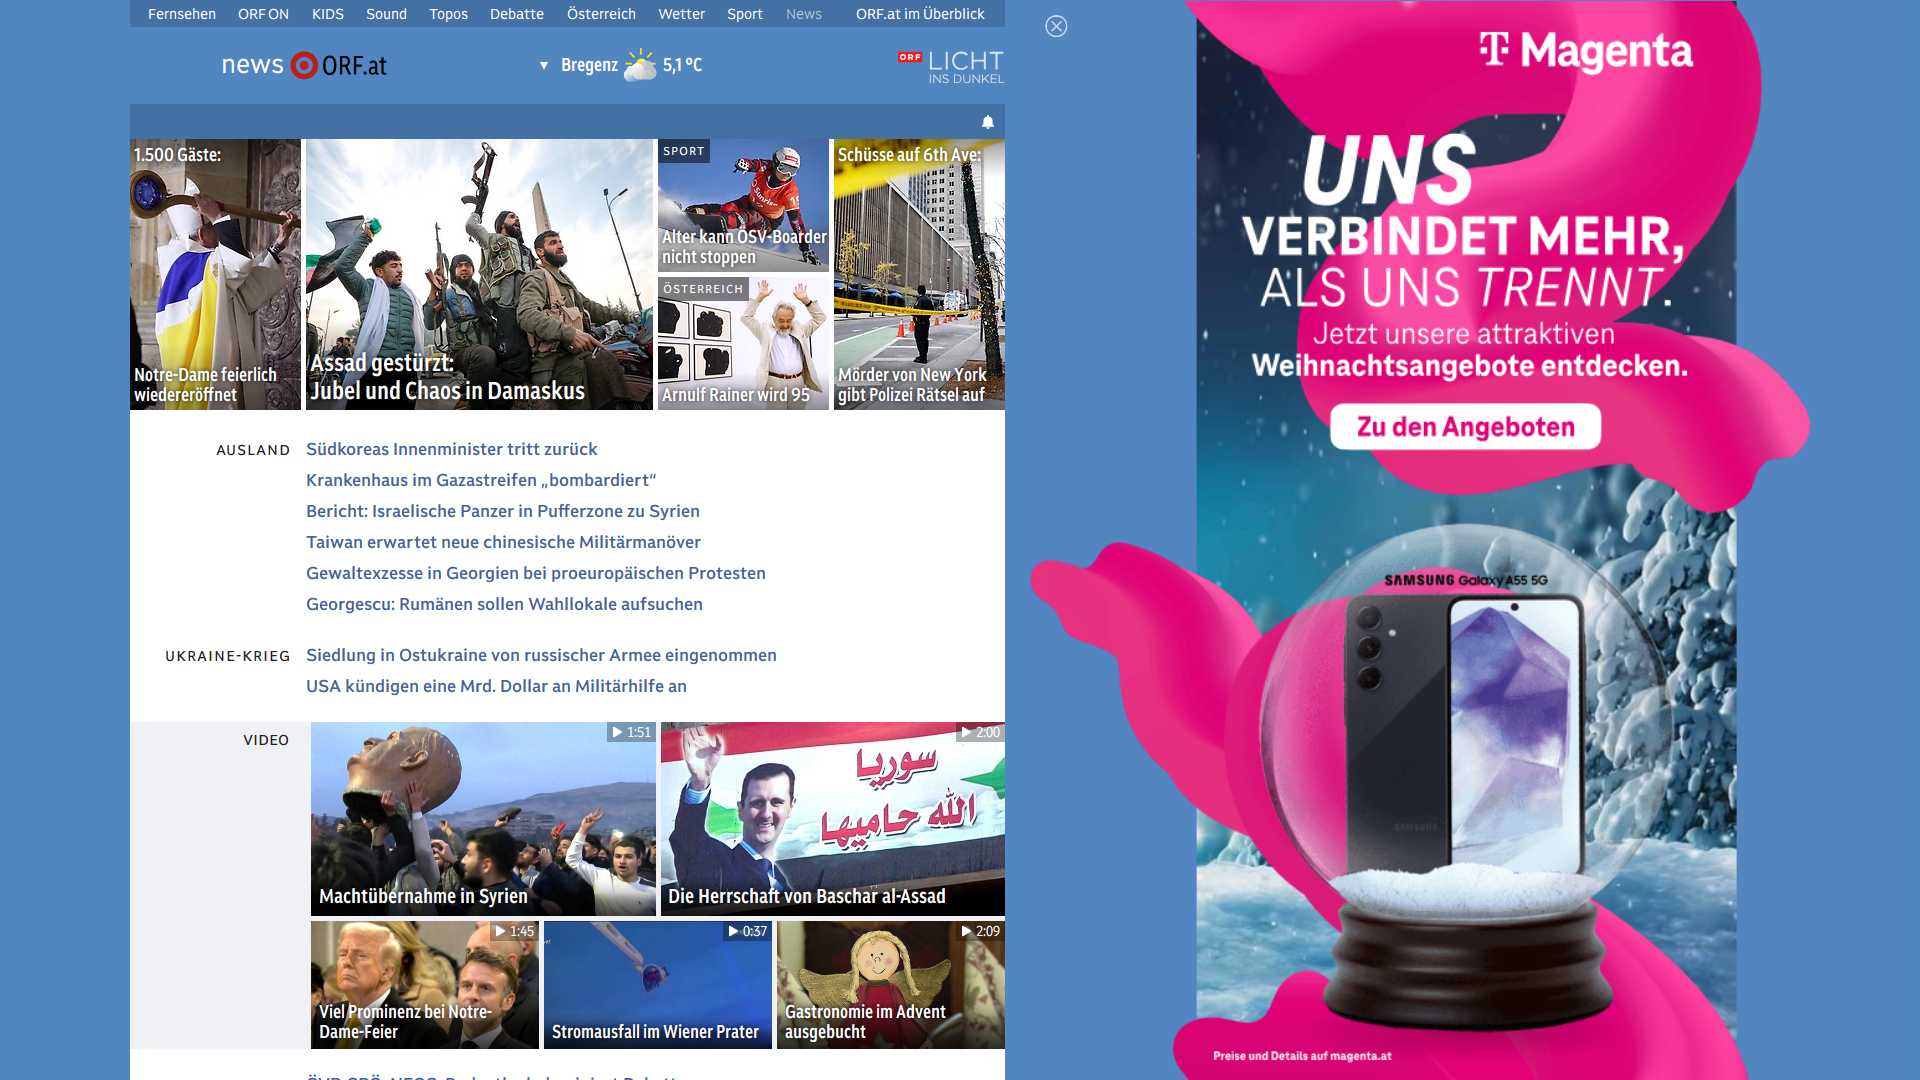 Fernsehen ORF ON KIDS Sound Topos Debatte Österreich Wetter Sport News ORF.at im Überblick
news ORF.at
▼ Bregenz 5,1 °C
ORF LICHT
INS DUNKEL
1.500 Gäste:
Notre-Dame feierlich
wiedereröffnet
Assad gestürzt:
Jubel und Chaos in Damaskus
SPORT
Alter kann ÖSV-Boarder
nicht stoppen
ÖSTERREICH
Arnulf Rainer wird 95
Schüsse auf 6th Ave:
Mörder von New York
gibt Polizei Rätsel auf
AUSLAND
Südkoreas Innenminister tritt zurück
Krankenhaus im Gazastreifen „bombardiert“
Bericht: Israelische Panzer in Pufferzone zu Syrien
Taiwan erwartet neue chinesische Militärmanöver
Gewaltexzesse in Georgien bei proeuropäischen Protesten
Georgescu: Rumänen sollen Wahllokale aufsuchen
UKRAINE-KRIEG
Siedlung in Ostukraine von russischer Armee eingenommen
USA kündigen eine Mrd. Dollar an Militärhilfe an
VIDEO
1:51
Machtübernahme in Syrien
2:00
سوريا
الله حاميها
Die Herrschaft von Baschar al-Assad
1:45
Viel Prominenz bei Notre-
Dame-Feier
0:37
Stromausfall im Wiener Prater
2:09
Gastronomie im Advent
ausgebucht
T Magenta
UNS
VERBINDET MEHR,
ALS UNS TRENNT.
Jetzt unsere attraktiven
Weihnachtsangebote entdecken.
Zu den Angeboten
SAMSUNG Galaxy A55 5G
SAMSUNG
Preise und Details auf magenta.at